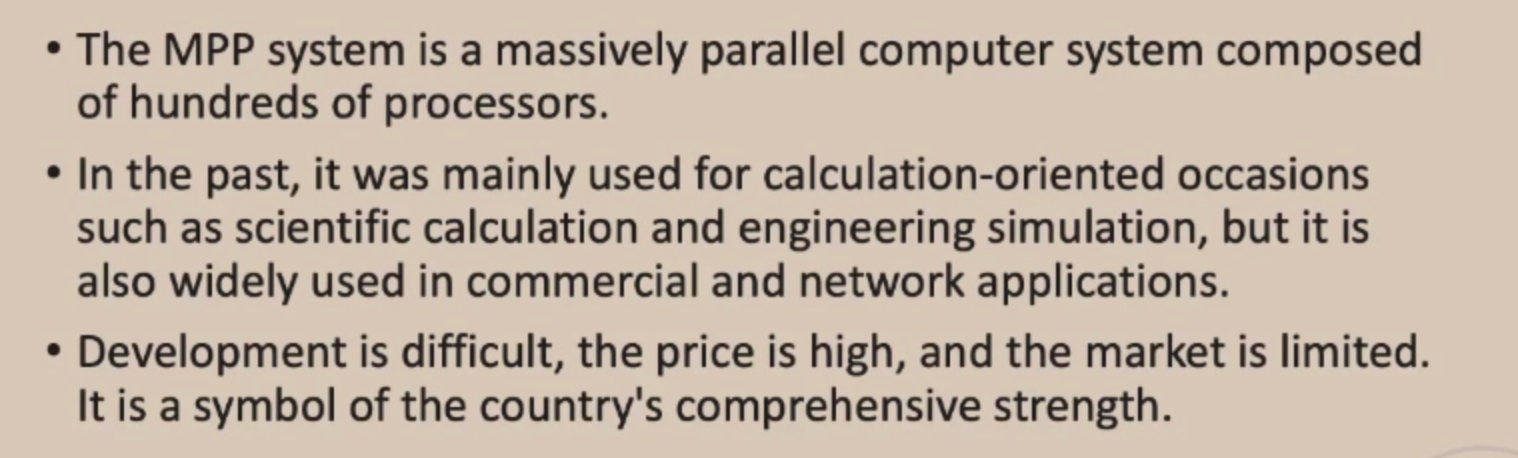 • The MPP system is a massively parallel computer system composed
of hundreds of processors.
• In the past, it was mainly used for calculation-oriented occasions
such as scientific calculation and engineering simulation, but it is
also widely used in commercial and network applications.
• Development is difficult, the price is high, and the market is limited.
It is a symbol of the country's comprehensive strength.